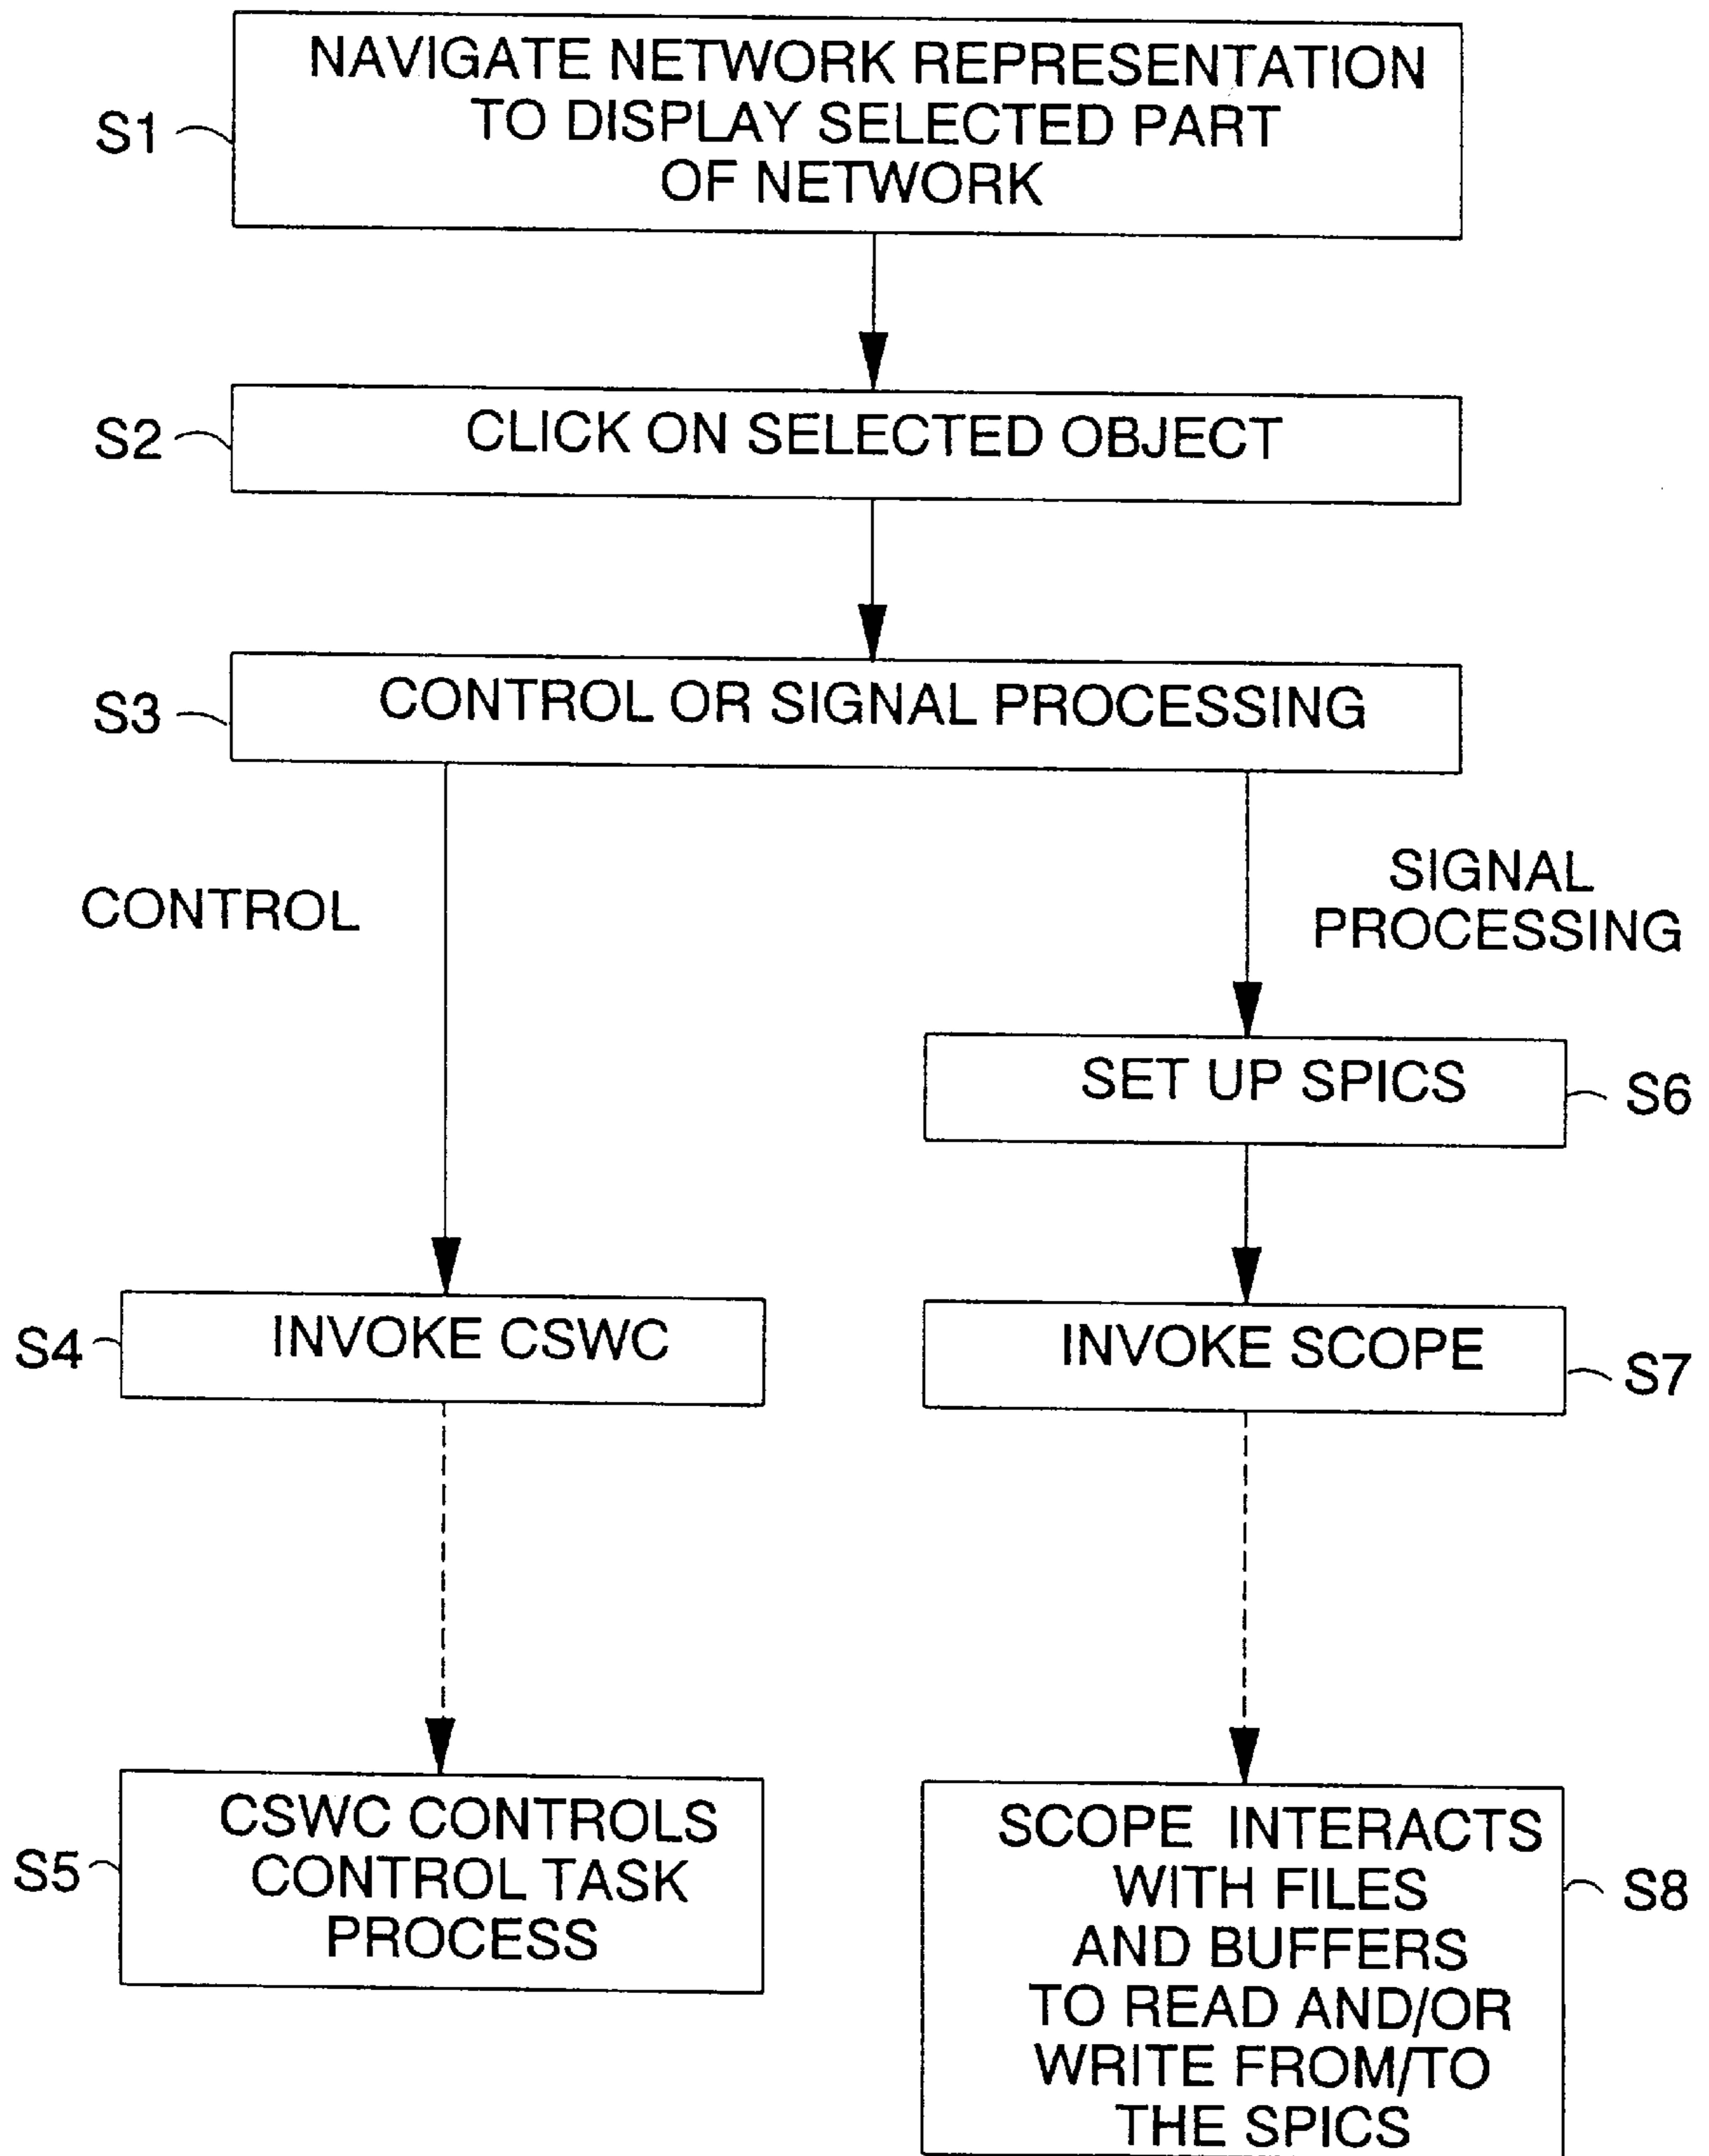 NAVIGATE NETWORK REPRESENTATION
TO DISPLAY SELECTED PART
OF NETWORK
S1
S2
CLICK ON SELECTED OBJECT
S3
CONTROL OR SIGNAL PROCESSING
CONTROL
SIGNAL
PROCESSING
SET UP SPICS
S6
S4
INVOKE CSWC
INVOKE SCOPE
S7
S5
CSWC CONTROLS
CONTROL TASK
PROCESS
SCOPE INTERACTS
WITH FILES
AND BUFFERS
TO READ AND/OR
WRITE FROM/TO
THE SPICS
S8